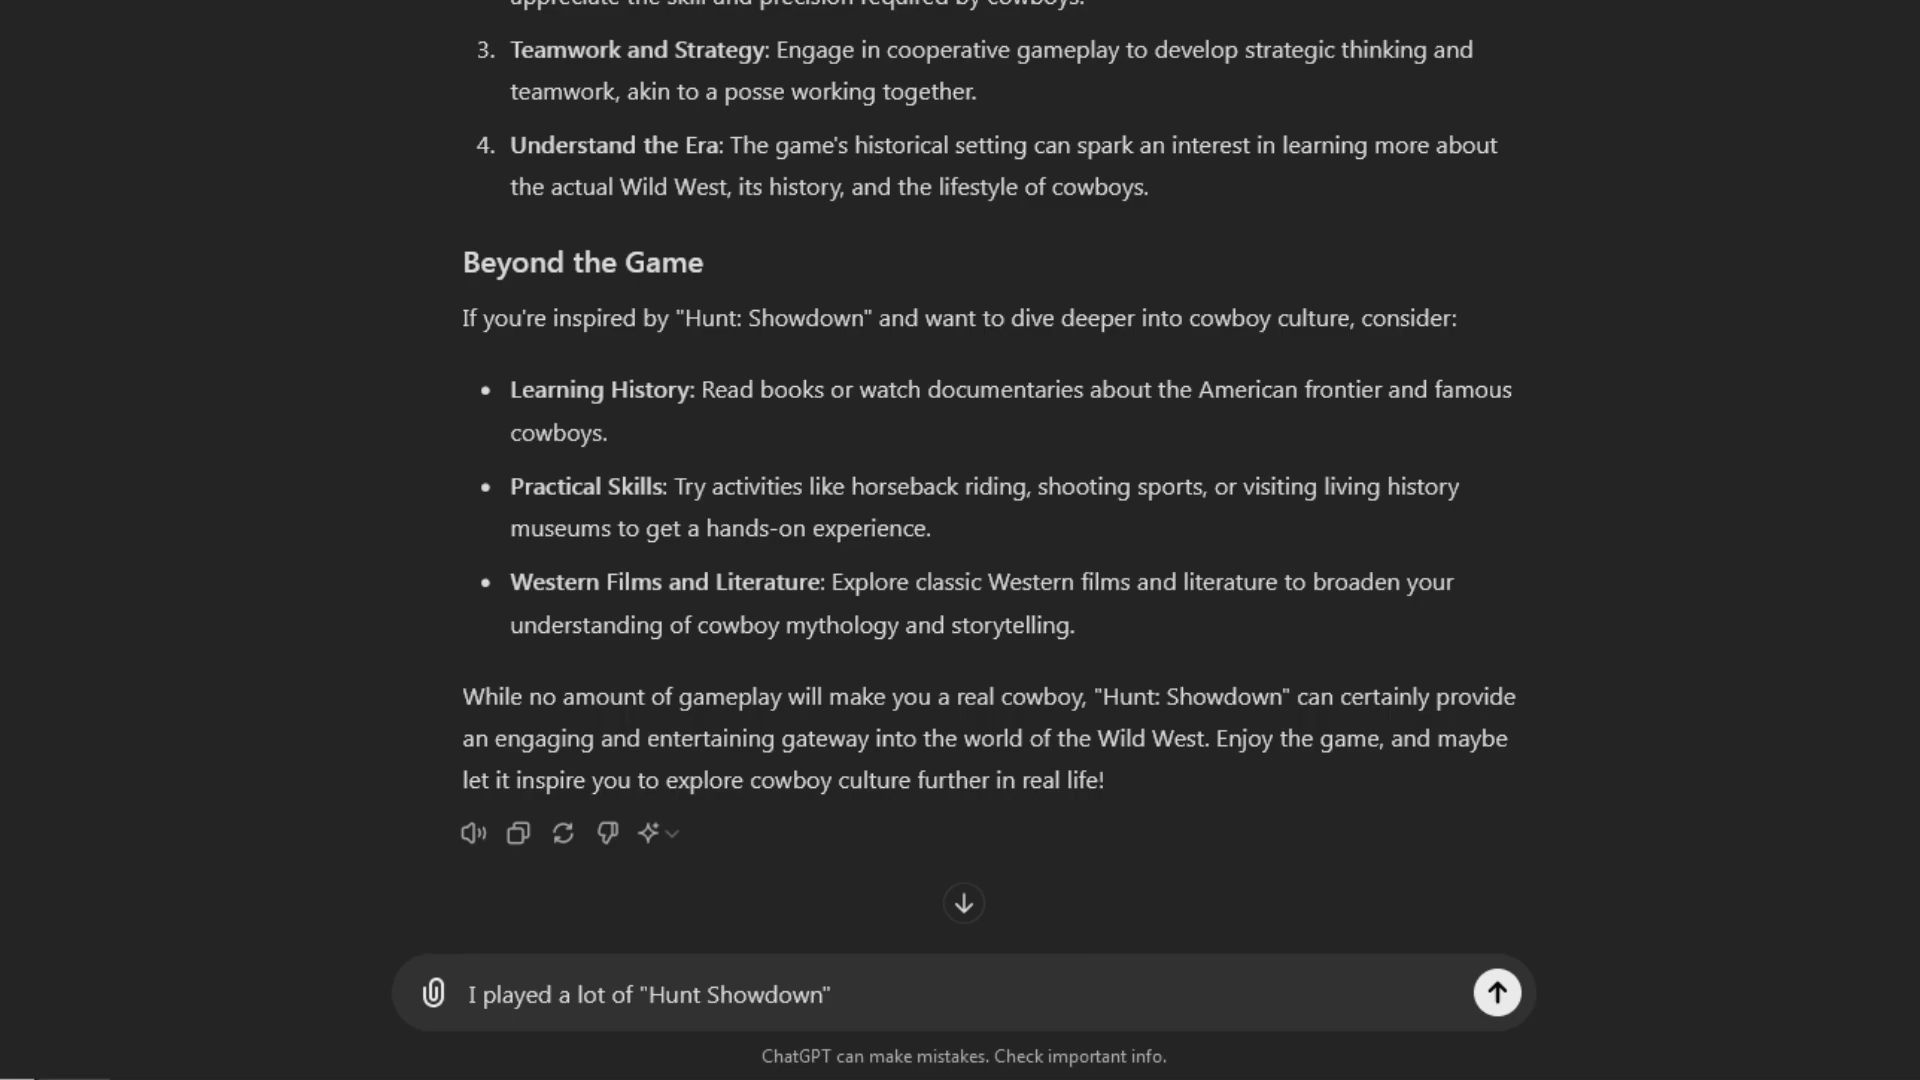 appreciate the skill and precision required by cowboys.
3. Teamwork and Strategy: Engage in cooperative gameplay to develop strategic thinking and
teamwork, akin to a posse working together.
4. Understand the Era: The game's historical setting can spark an interest in learning more about
the actual Wild West, its history, and the lifestyle of cowboys.
Beyond the Game
If you're inspired by "Hunt: Showdown" and want to dive deeper into cowboy culture, consider:
• Learning History: Read books or watch documentaries about the American frontier and famous
cowboys.
• Practical Skills: Try activities like horseback riding, shooting sports, or visiting living history
museums to get a hands-on experience.
• Western Films and Literature: Explore classic Western films and literature to broaden your
understanding of cowboy mythology and storytelling.
While no amount of gameplay will make you a real cowboy, "Hunt: Showdown" can certainly provide
an engaging and entertaining gateway into the world of the Wild West. Enjoy the game, and maybe
let it inspire you to explore cowboy culture further in real life!
I played a lot of "Hunt Showdown"
ChatGPT can make mistakes. Check important info.